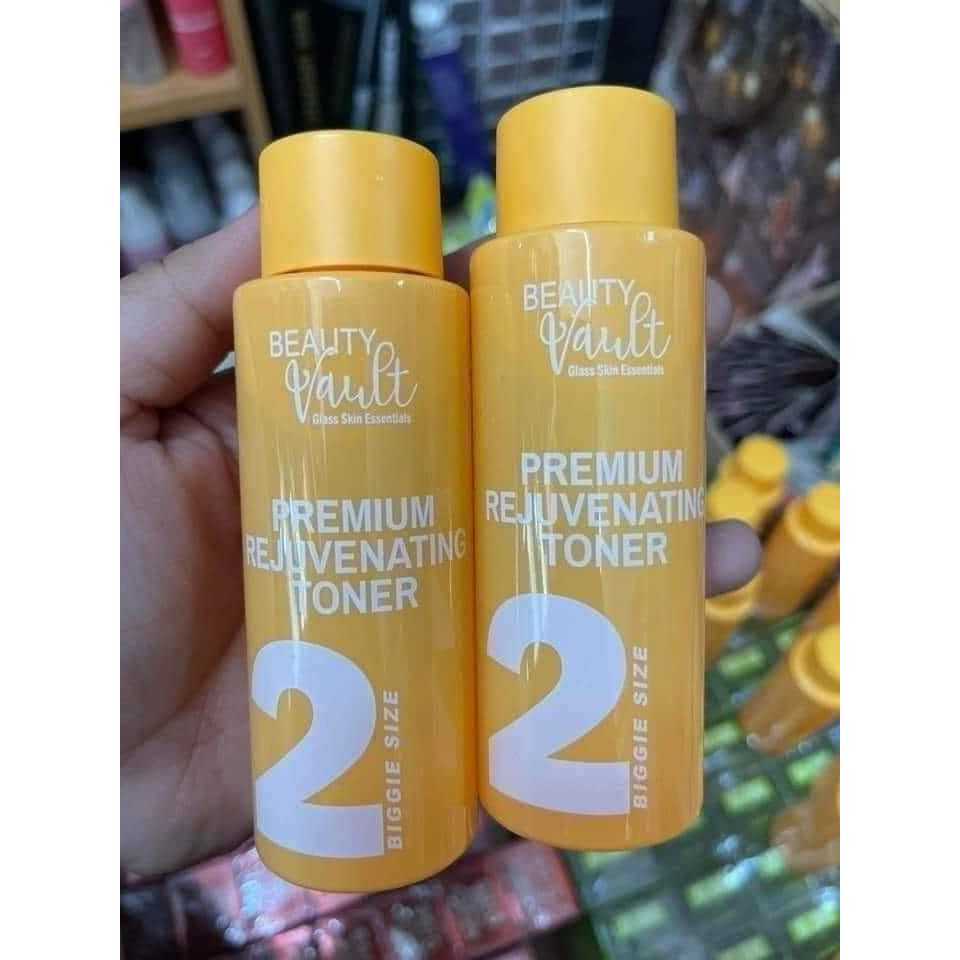 BEAUTY
Vault
Glass Skin Essentials
PREMIUM
REJUVENATING
TONER
2
BIGGIE SIZE
BEAUTY
Vault
Glass Skin Essentials
PREMIUM
REJUVENATING
TONER
2
BIGGIE SIZE